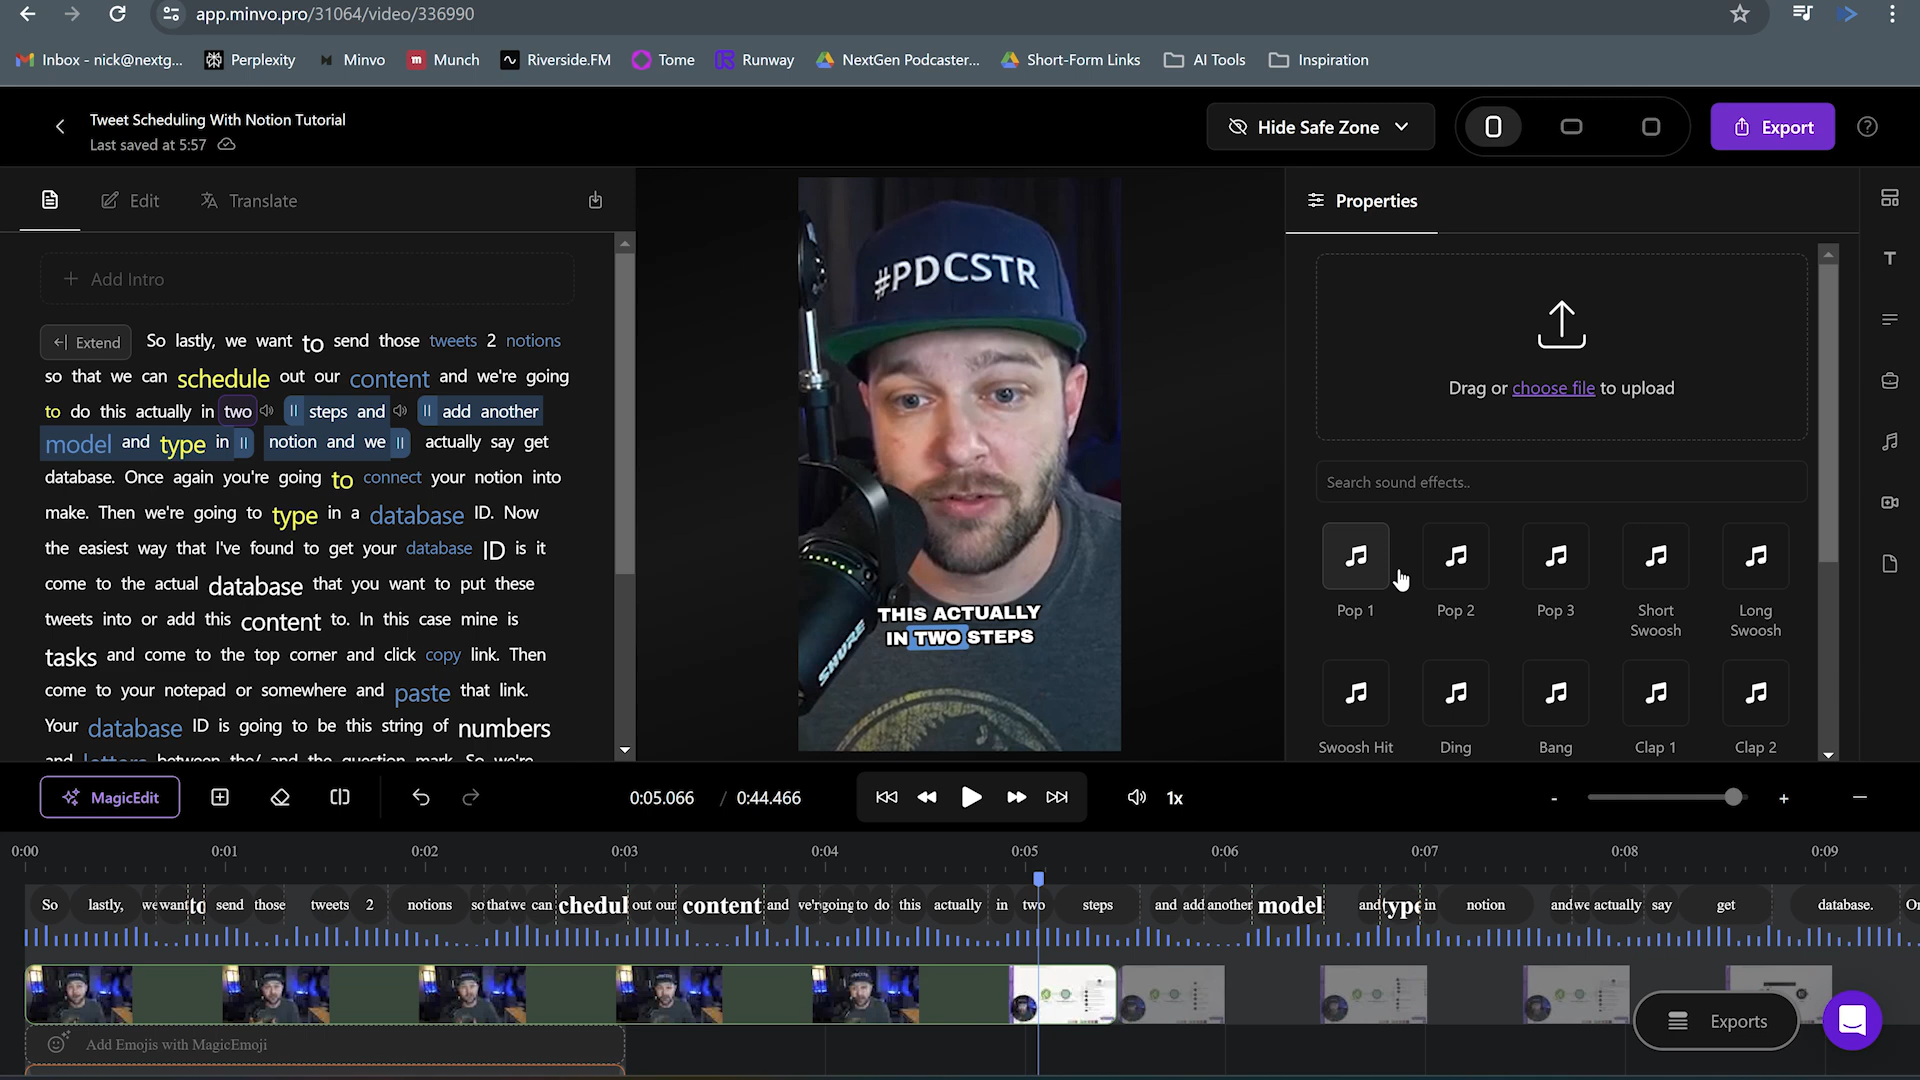 app.minvo.pro/31064/video/336990
Inbox - nick@nextg...
Perplexity
Minvo
Munch
Riverside.FM
Tome
Runway
NextGen Podcaster...
Short-Form Links
AI Tools
Inspiration
Tweet Scheduling With Notion Tutorial
Last saved at 5:57
Hide Safe Zone
Export
Edit
Translate
Properties
Add Intro
Extend So lastly, we want to send those tweets 2 notions
so that we can schedule out our content and we're going
to do this actually in two steps and add another
model and type in notion and we actually say get
database. Once again you're going to connect your notion into
make. Then we're going to type in a database ID. Now
the easiest way that I've found to get your database ID is it
come to the actual database that you want to put these
tweets into or add this content to. In this case mine is
tasks and come to the top corner and click copy link. Then
come to your notepad or somewhere and paste that link.
Your database ID is going to be this string of numbers
and letters between the/ and the question mark. So we're
#PDCSTR
SHURE
THIS ACTUALLY
IN TWO STEPS
Drag or choose file to upload
Search sound effects..
Pop 1
Pop 2
Pop 3
Short Swoosh
Long Swoosh
Swoosh Hit
Ding
Bang
Clap 1
Clap 2
MagicEdit
0:05.066 / 0:44.466
1x
- +
0:00 0:01 0:02 0:03 0:04 0:05 0:06 0:07 0:08 0:09
So lastly, we want to send those tweets 2 notions so that we can chedul out our content and ve're going to do this actually in two steps and add another model and type in notion and we actually say get database. On
Add Emojis with MagicEmoji
Exports